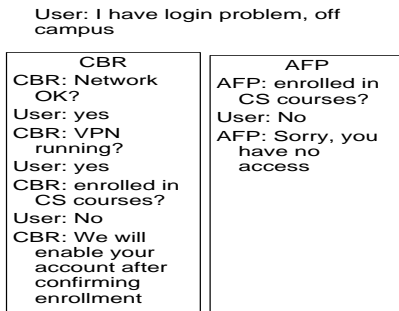 User: I have login problem, off
campus
CBR
CBR: Network
OK?
User: yes
CBR: VPN
running?
User: yes
CBR: enrolled in
CS courses?
User: No
CBR: We will
enable your
account after
confirming
enrollment
AFP
AFP: enrolled in
CS courses?
User: No
AFP: Sorry, you
have no
access